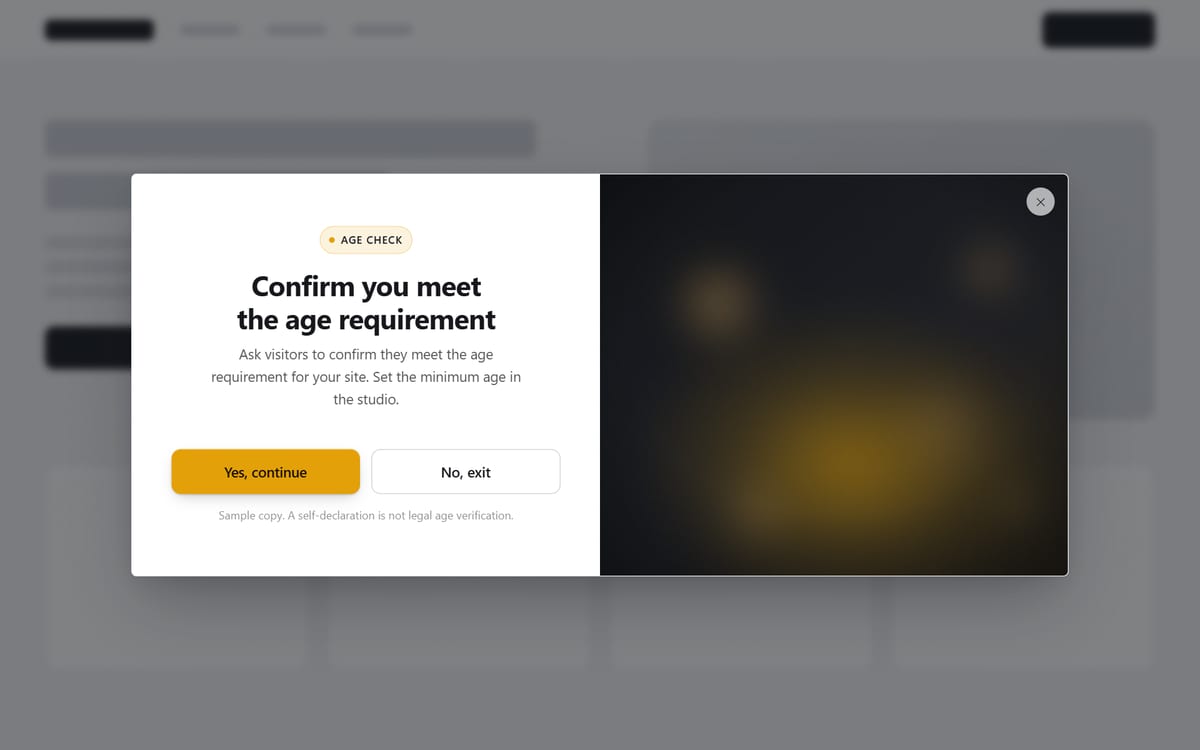 AGE CHECK
Confirm you meet
the age requirement
Ask visitors to confirm they meet the age
requirement for your site. Set the minimum age in
the studio.
Yes, continue
No, exit
Sample copy. A self-declaration is not legal age verification.